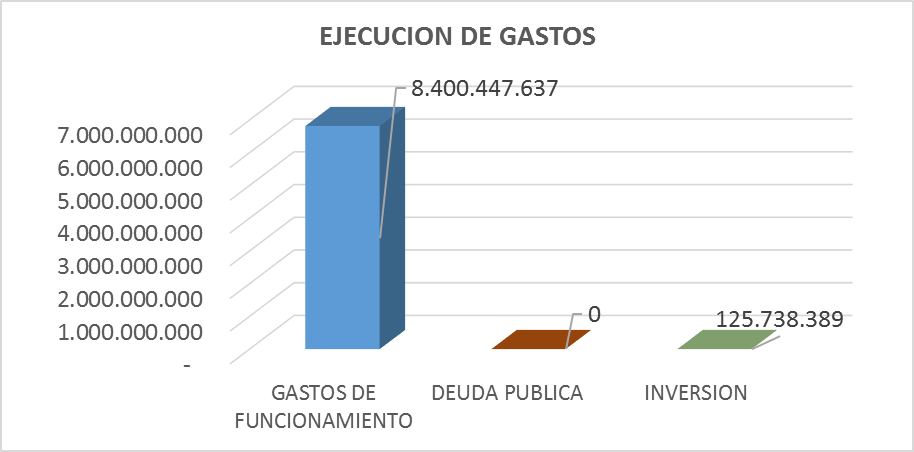 EJECUCION DE GASTOS
8.400.447.637
7.000.000.000
6.000.000.000
5.000.000.000
4.000.000.000
3.000.000.000
2.000.000.000
1.000.000.000
-
0
125.738.389
GASTOS DE
FUNCIONAMIENTO
DEUDA PUBLICA
INVERSION